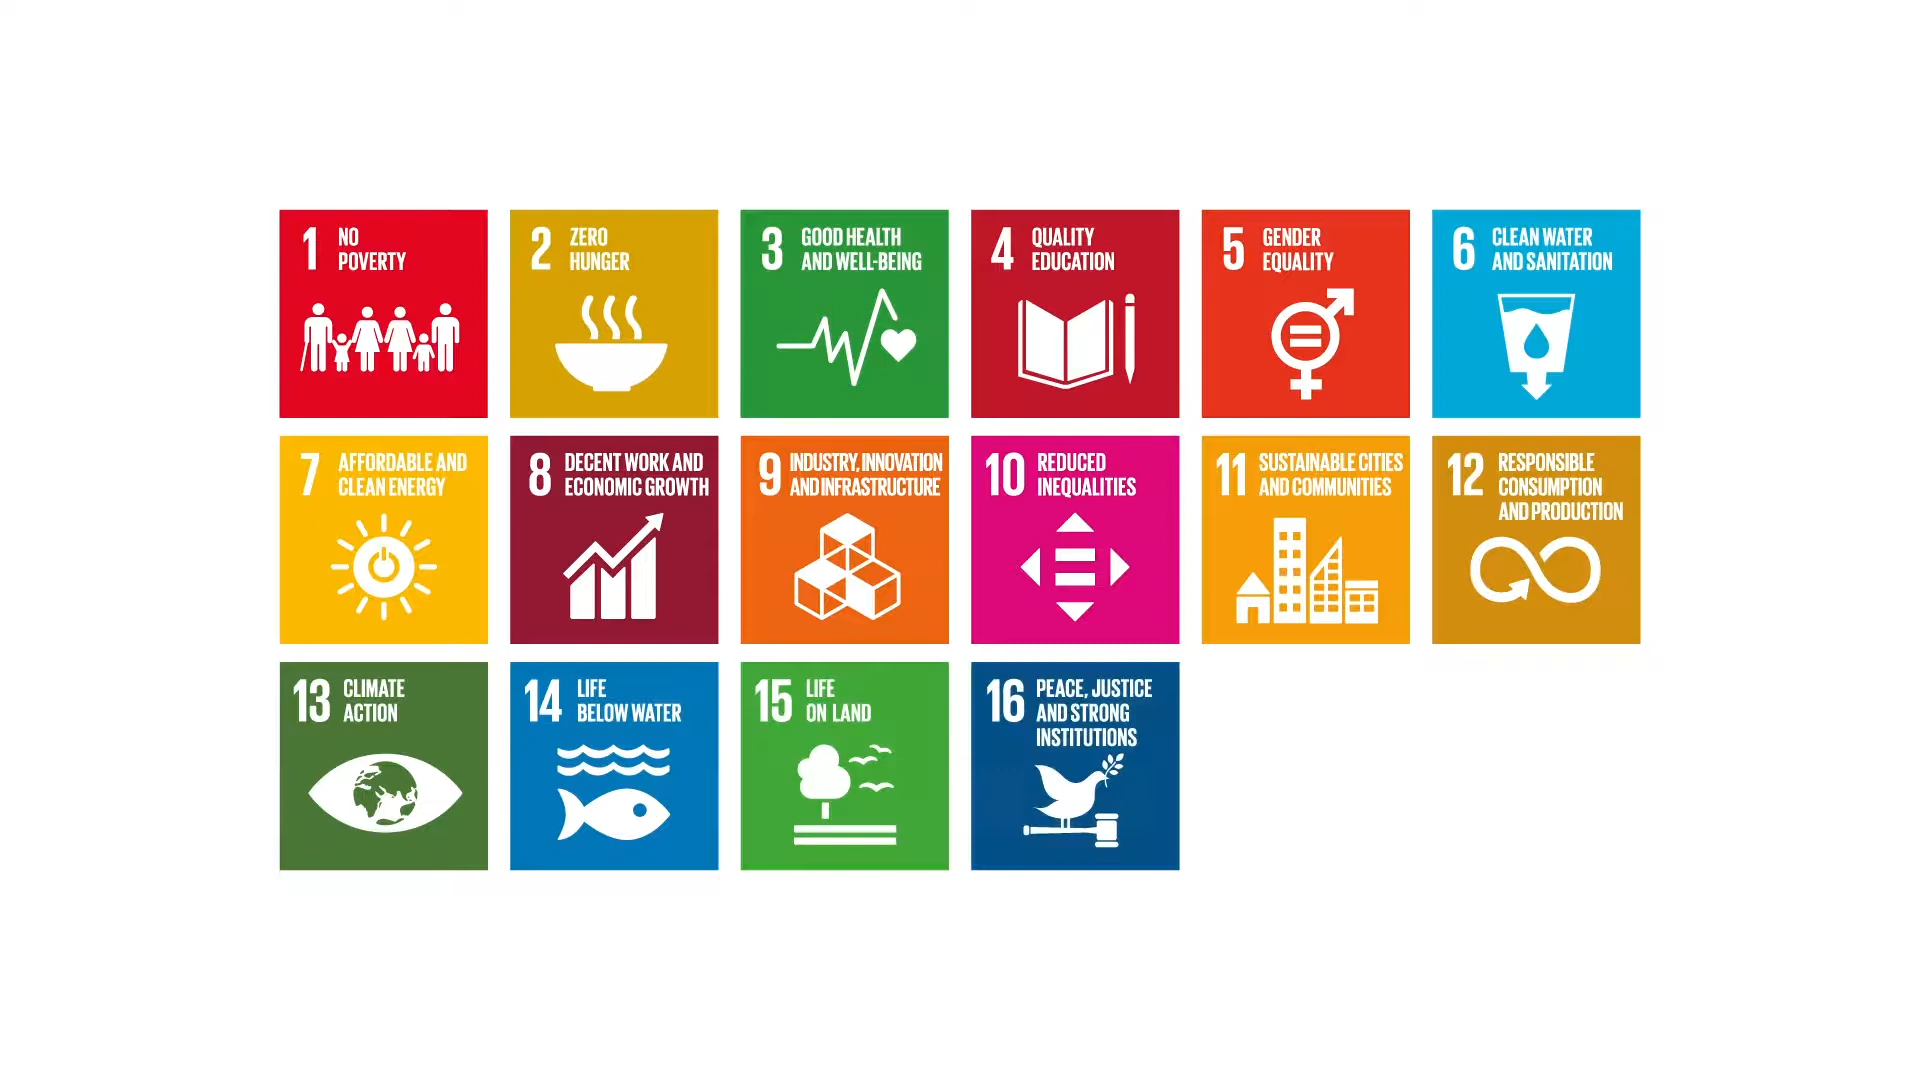 1 NO
POVERTY
2 ZERO
HUNGER
3 GOOD HEALTH
AND WELL-BEING
4 QUALITY
EDUCATION
5 GENDER
EQUALITY
6 CLEAN WATER
AND SANITATION
7 AFFORDABLE AND
CLEAN ENERGY
8 DECENT WORK AND
ECONOMIC GROWTH
9 INDUSTRY, INNOVATION
AND INFRASTRUCTURE
10 REDUCED
INEQUALITIES
11 SUSTAINABLE CITIES
AND COMMUNITIES
12 RESPONSIBLE
CONSUMPTION
AND PRODUCTION
13 CLIMATE
ACTION
14 LIFE
BELOW WATER
15 LIFE
ON LAND
16 PEACE, JUSTICE
AND STRONG
INSTITUTIONS